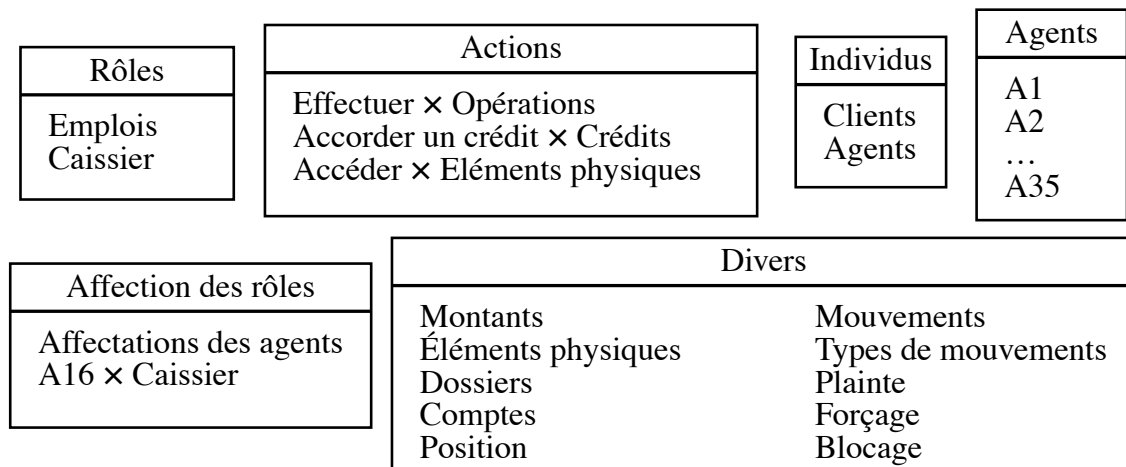 Rôles
Emplois
Caissier
Actions
Effectuer × Opérations
Accorder un crédit × Crédits
Accéder × Eléments physiques
Individus
Clients
Agents
Agents
A1
A2
…
A35
Affection des rôles
Affectations des agents
A16 × Caissier
Divers
Montants
Éléments physiques
Dossiers
Comptes
Position
Mouvements
Types de mouvements
Plainte
Forçage
Blocage